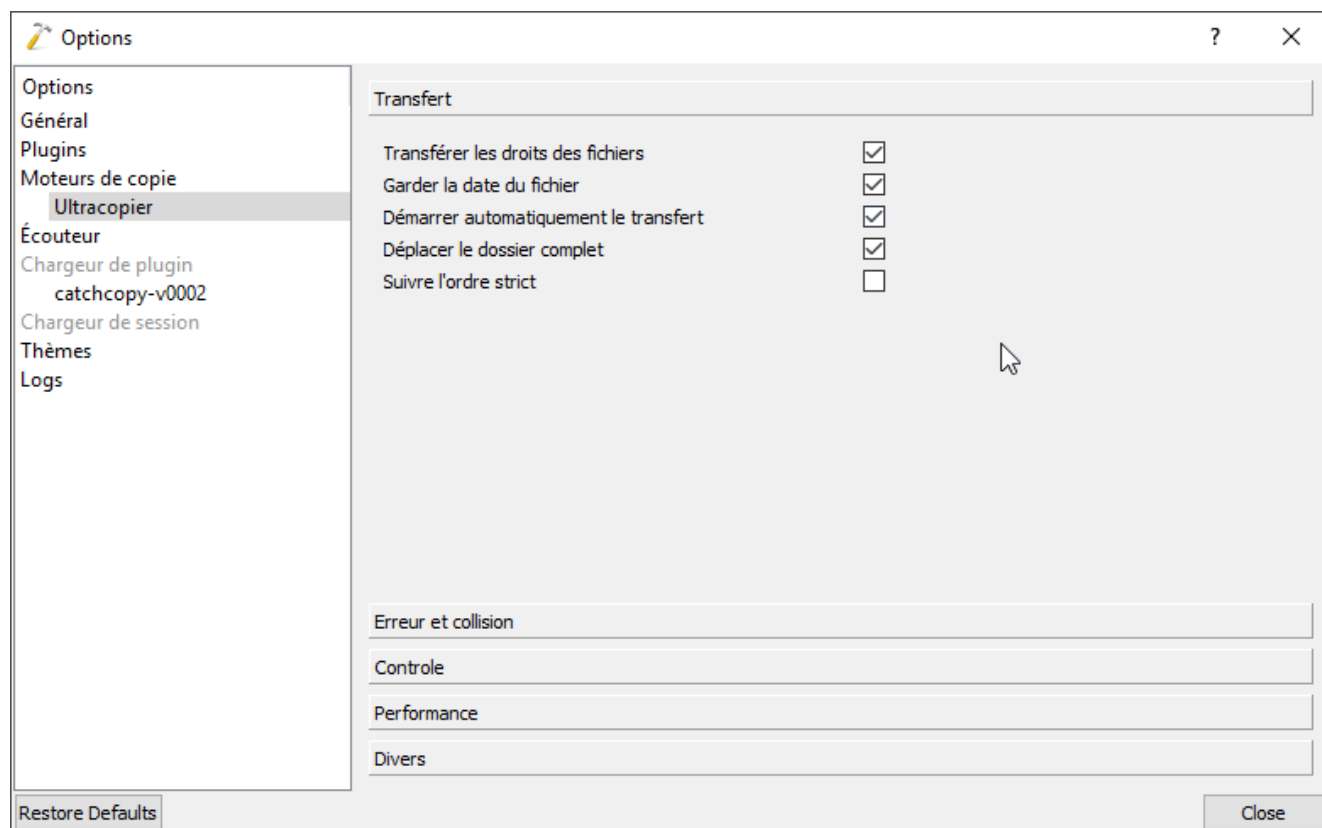 Options
?
Options
Général
Plugins
Moteurs de copie
Ultracopier
Écouteur
Chargeur de plugin
catchcopy-v0002
Chargeur de session
Thèmes
Logs
Transfert
Transférer les droits des fichiers
Garder la date du fichier
Démarrer automatiquement le transfert
Déplacer le dossier complet
Suivre l'ordre strict
Erreur et collision
Controle
Performance
Divers
Restore Defaults
Close